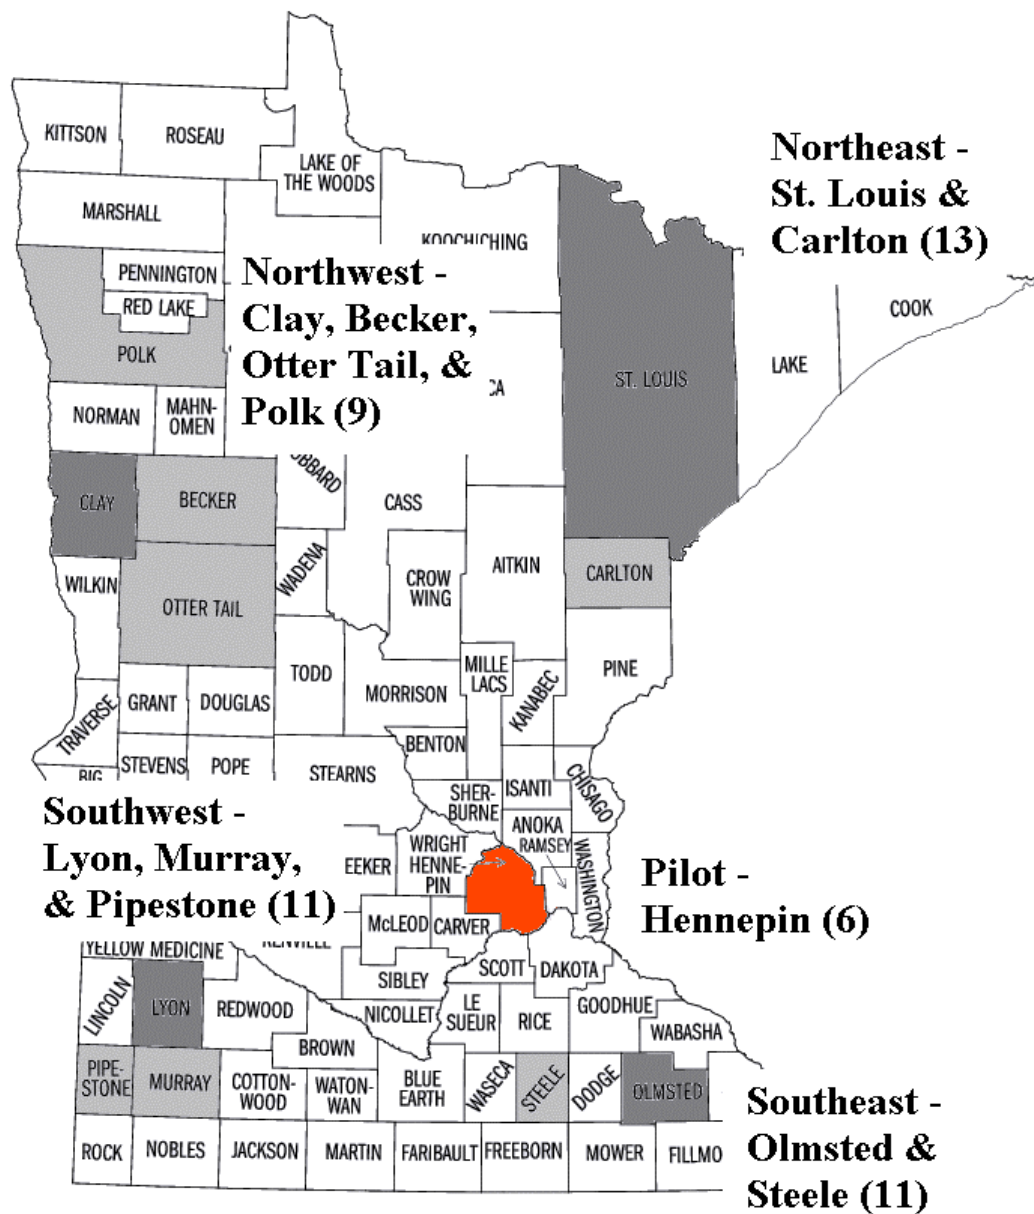 KITTSON
ROSEAU
LAKE OF
THE WOODS
MARSHALL
KOOCHICHING
Northeast -
St. Louis &
Carlton (13)
PENNINGTON
RED LAKE
POLK
Northwest -
Clay, Becker,
Otter Tail, &
Polk (9)
COOK
LAKE
ST. LOUIS
CA
NORMAN
MAHN-
OMEN
CLAY
BECKER
CASS
WILKIN
OTTER TAIL
WADENA
CROW
WING
AITKIN
CARLTON
TODD
MORRISON
MILLE
LACS
KANABEC
PINE
TRAVERSE
GRANT
DOUGLAS
BIG
STEVENS
POPE
STEARNS
BENTON
SHER-
BURNE
ISANTI
CHISAGO
Southwest -
Lyon, Murray,
& Pipestone (11)
EEKER
WRIGHT
HENNE-
PIN
ANOKA
RAMSEY
WASHINGTON
Pilot -
Hennepin (6)
McLEOD
CARVER
YELLOW MEDICINE
SIBLEY
SCOTT
DAKOTA
LINCOLN
LYON
REDWOOD
NICOLLET
LE
SUEUR
RICE
GOODHUE
WABASHA
BROWN
PIPE-
STONE
MURRAY
COTTON-
WOOD
WATON-
WAN
BLUE
EARTH
WASECA
STEELE
DODGE
OLMSTED
Southeast -
Olmsted &
Steele (11)
ROCK
NOBLES
JACKSON
MARTIN
FARIBAULT
FREEBORN
MOWER
FILLMO